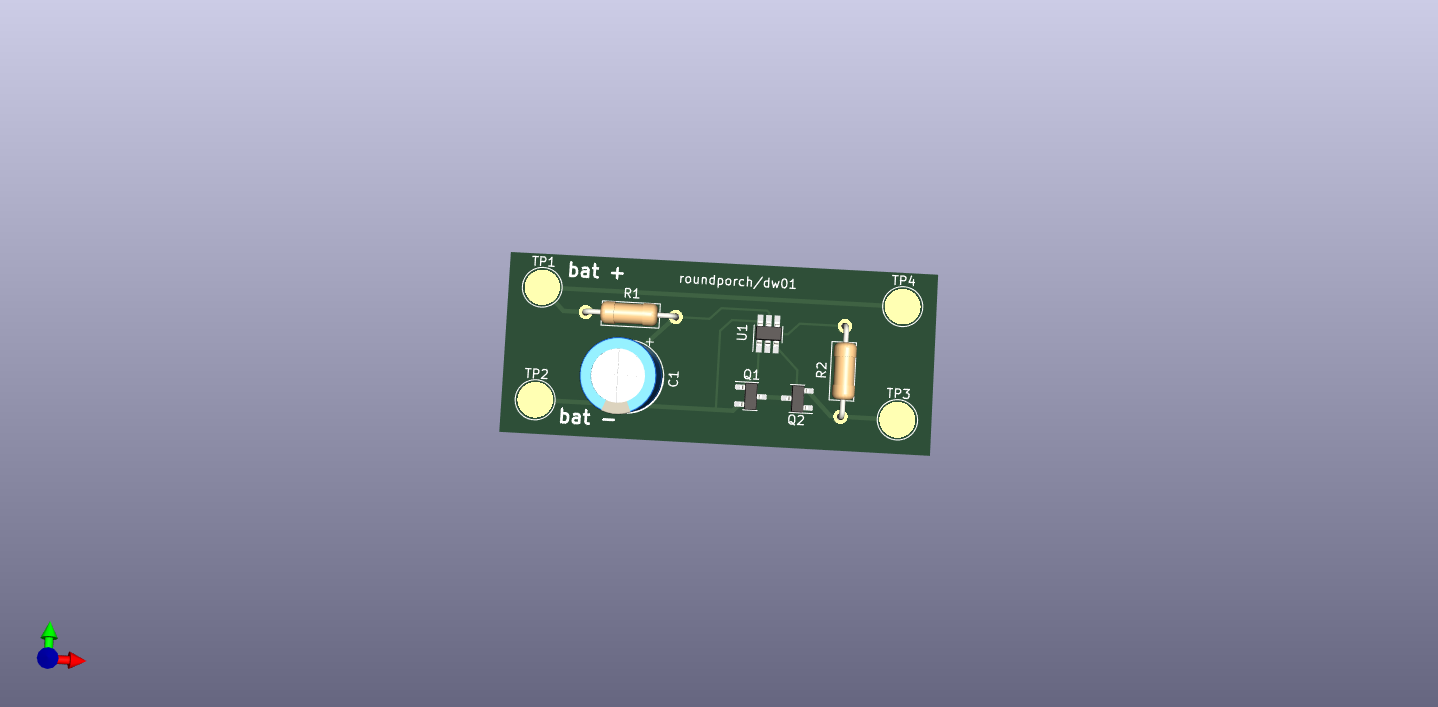 TP1
bat +
roundporch/dw01
TP4
R1
U1
+
C1
R2
TP2
Q1
TP3
bat −
Q2